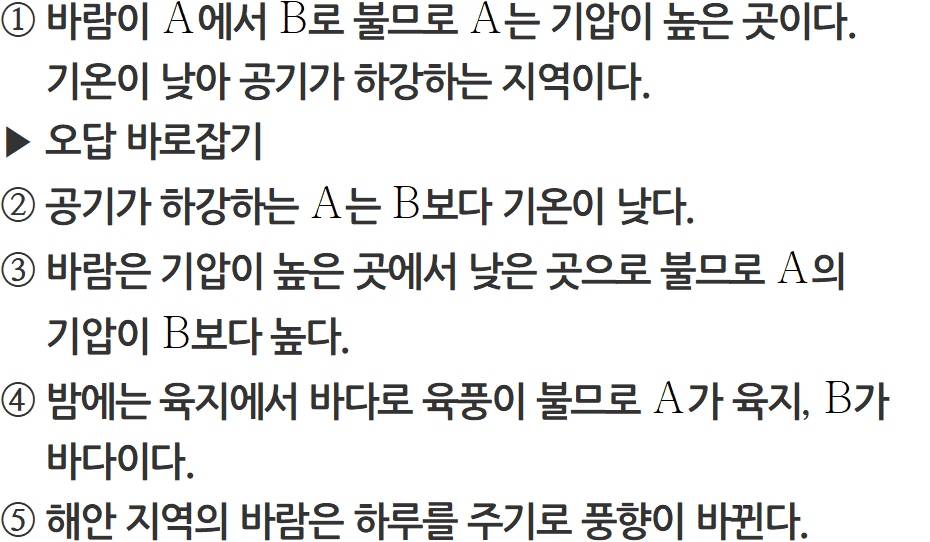 ① 바람이 A에서 B로 불므로 A는 기압이 높은 곳이다.
기온이 낮아 공기가 하강하는 지역이다.
▶ 오답 바로잡기
② 공기가 하강하는 A는 B보다 기온이 낮다.
③ 바람은 기압이 높은 곳에서 낮은 곳으로 불므로 A의
기압이 B보다 높다.
④ 밤에는 육지에서 바다로 육풍이 불므로 A가 육지, B가
바다이다.
⑤ 해안 지역의 바람은 하루를 주기로 풍향이 바뀐다.